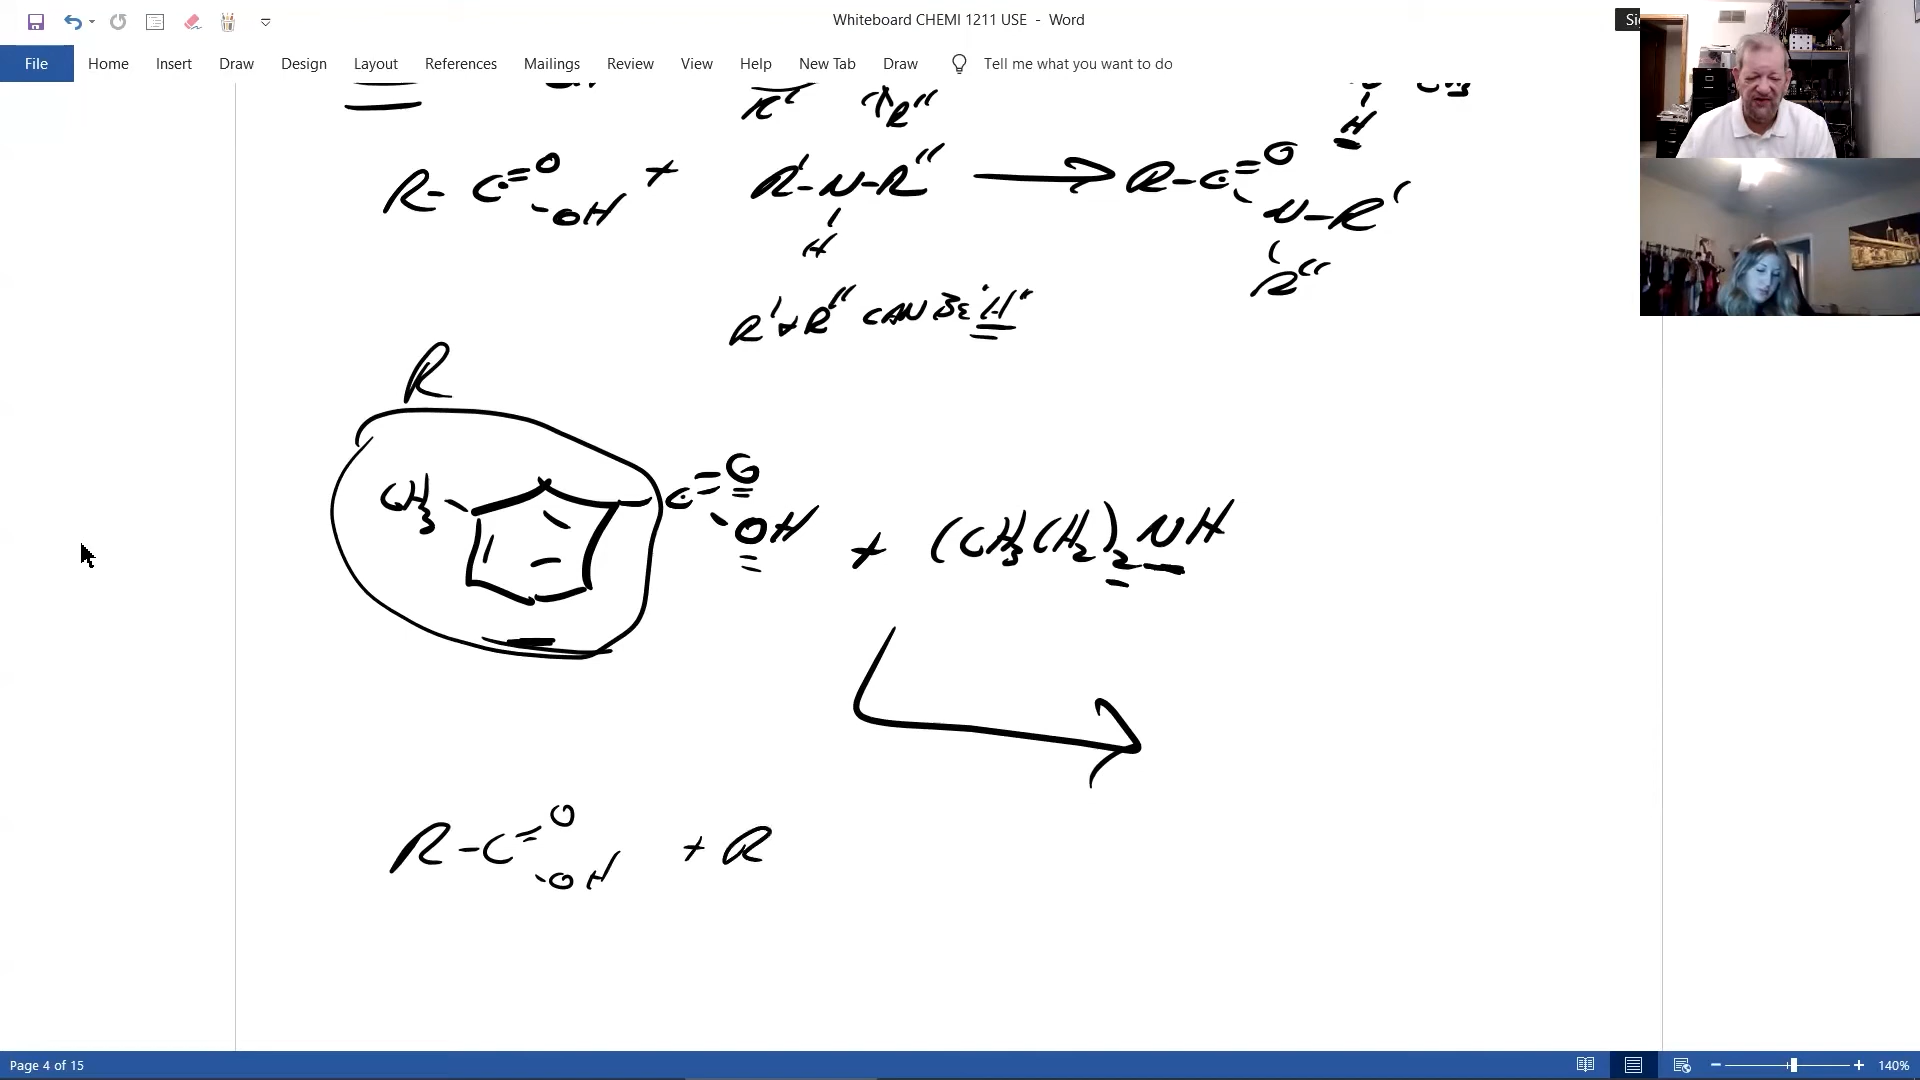 Whiteboard CHEMI 1211 USE - Word
Si
File Home Insert Draw Design Layout References Mailings Review View Help New Tab Draw Tell me what you want to do
R' R''
H
R-C=O + R'-N-R'' → R-C=O
-OH N-R'
H R''
R' & R'' CAN BE "H"
R
CH3 C=O
OH + (CH3CH2)2NH
R-C=O + R
-OH
Page 4 of 15 140%